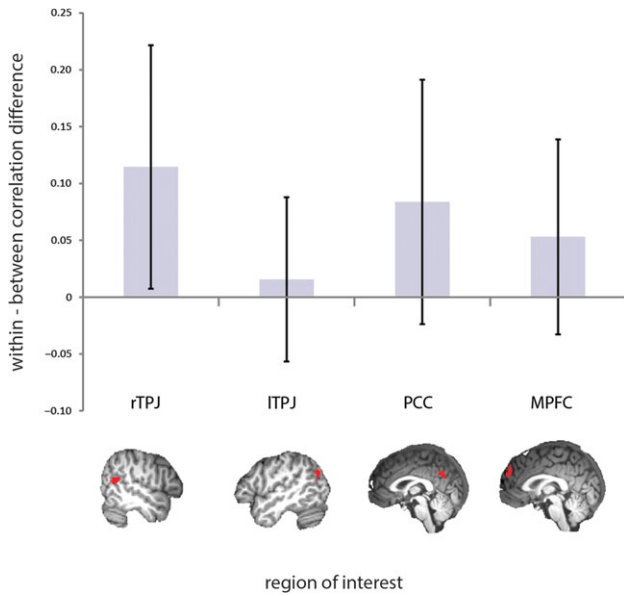 within - between correlation difference
0.25
0.20
0.15
0.10
0.05
0
–0.05
–0.10
rTPJ lTPJ PCC MPFC
region of interest